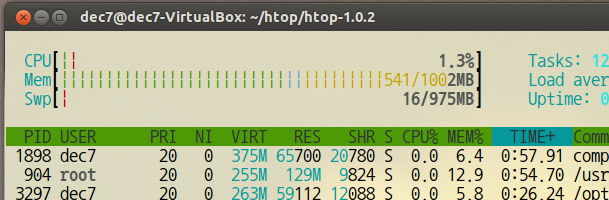 dec7@dec7-VirtualBox: ~/htop/htop-1.0.2
CPU[|| 1.3%] Tasks: 12
Mem[||||||||||||||||||||||||||||||||||||||||541/1002MB] Load aver
Swp[| 16/975MB] Uptime: 0
PID USER PRI NI VIRT RES SHR S CPU% MEM% TIME+ Comm
1898 dec7 20 0 375M 65700 20780 S 0.0 6.4 0:57.91 comp
904 root 20 0 255M 129M 9824 S 0.0 12.9 0:54.70 /usr
3297 dec7 20 0 263M 59112 12088 S 0.0 5.8 0:26.24 /opt